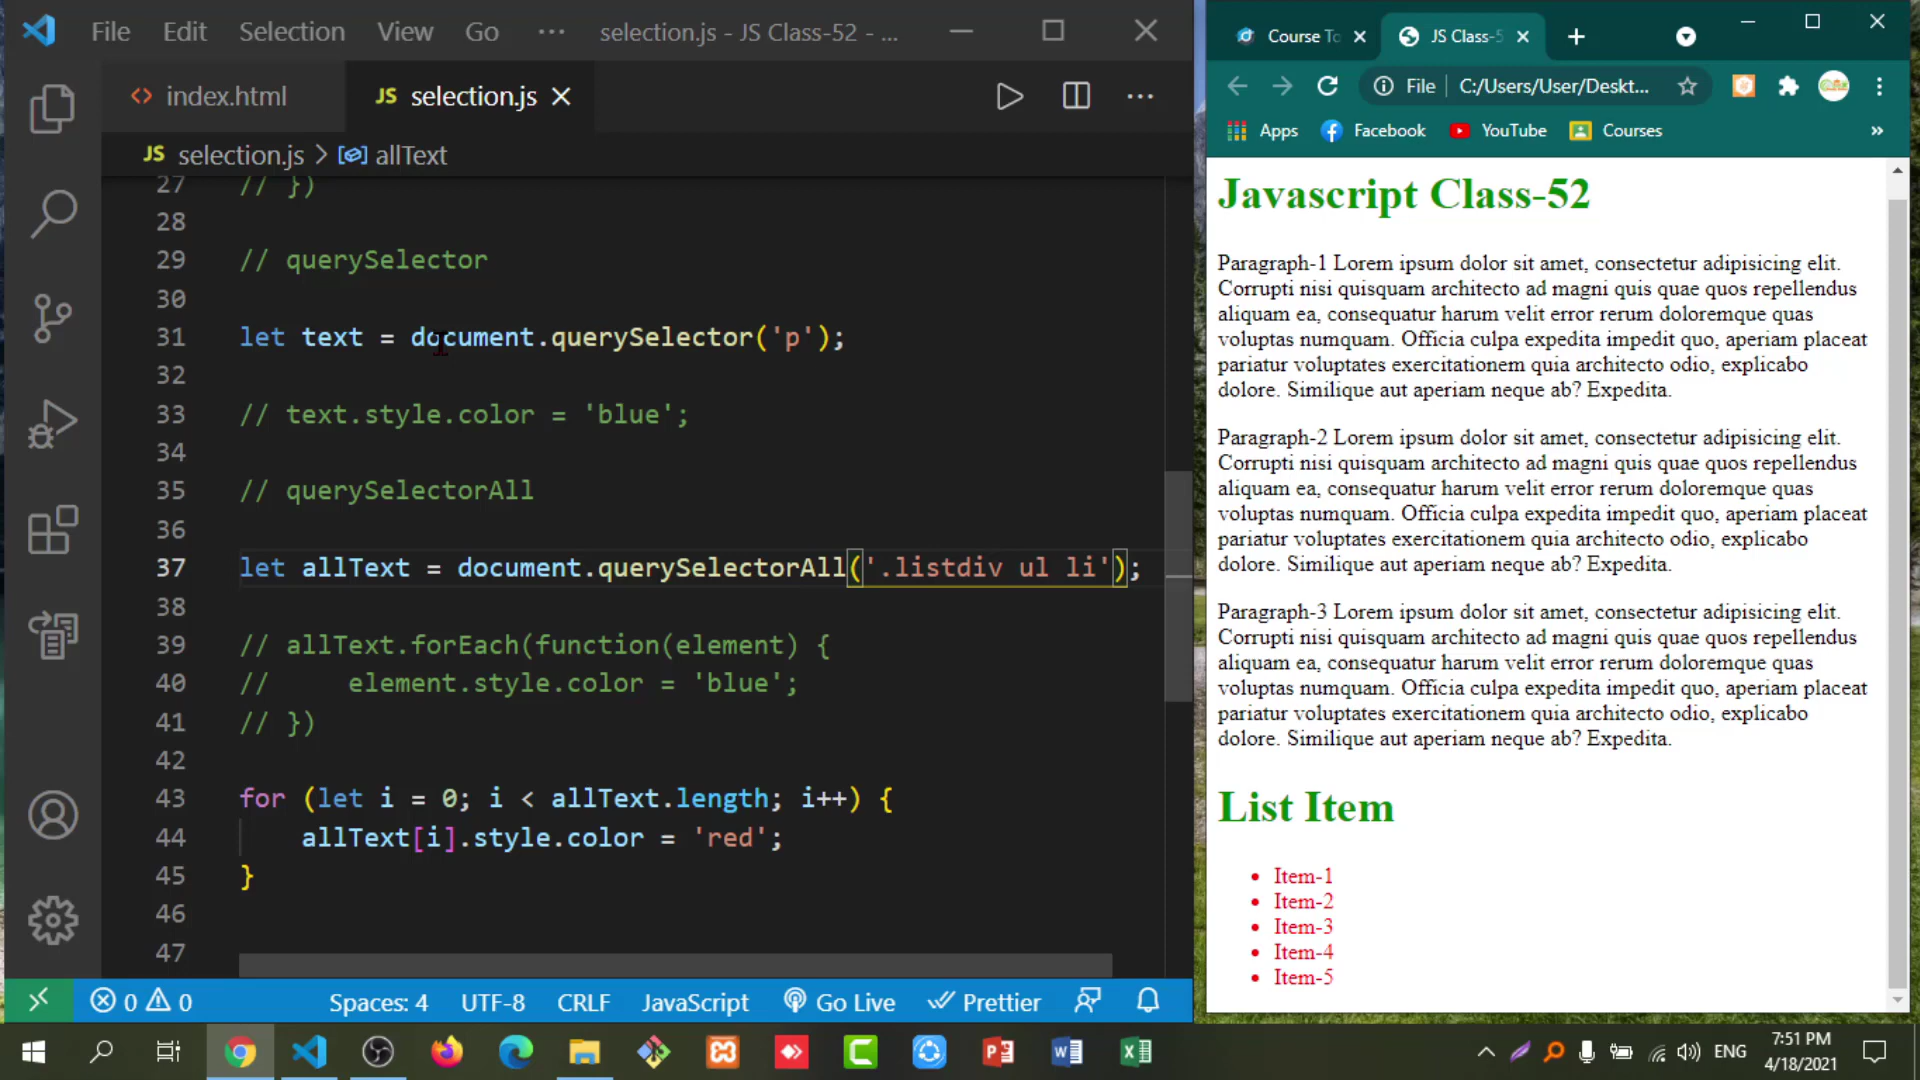 File Edit Selection View Go ··· selection.js - JS Class-52 - ...
index.html JS selection.js
JS selection.js > allText
27 // })
28
29 // querySelector
30
31 let text = document.querySelector('p');
32
33 // text.style.color = 'blue';
34
35 // querySelectorAll
36
37 let allText = document.querySelectorAll('.listdiv ul li');
38
39 // allText.forEach(function(element) {
40 //     element.style.color = 'blue';
41 // })
42
43 for (let i = 0; i < allText.length; i++) {
44     allText[i].style.color = 'red';
45 }
46
47
0 0 Spaces: 4 UTF-8 CRLF JavaScript Go Live Prettier
Course To JS Class-5
File C:/Users/User/Deskt...
Apps Facebook YouTube Courses »
Javascript Class-52
Paragraph-1 Lorem ipsum dolor sit amet, consectetur adipisicing elit.
Corrupti nisi quisquam architecto ad magni quis quae quos repellendus
aliquam ea, consequatur harum velit error rerum doloremque quas
voluptas numquam. Officia culpa expedita impedit quo, aperiam placeat
pariatur voluptates exercitationem quia architecto odio, explicabo
dolore. Similique aut aperiam neque ab? Expedita.
Paragraph-2 Lorem ipsum dolor sit amet, consectetur adipisicing elit.
Corrupti nisi quisquam architecto ad magni quis quae quos repellendus
aliquam ea, consequatur harum velit error rerum doloremque quas
voluptas numquam. Officia culpa expedita impedit quo, aperiam placeat
pariatur voluptates exercitationem quia architecto odio, explicabo
dolore. Similique aut aperiam neque ab? Expedita.
Paragraph-3 Lorem ipsum dolor sit amet, consectetur adipisicing elit.
Corrupti nisi quisquam architecto ad magni quis quae quos repellendus
aliquam ea, consequatur harum velit error rerum doloremque quas
voluptas numquam. Officia culpa expedita impedit quo, aperiam placeat
pariatur voluptates exercitationem quia architecto odio, explicabo
dolore. Similique aut aperiam neque ab? Expedita.
List Item
• Item-1
• Item-2
• Item-3
• Item-4
• Item-5
ENG
7:51 PM
4/18/2021